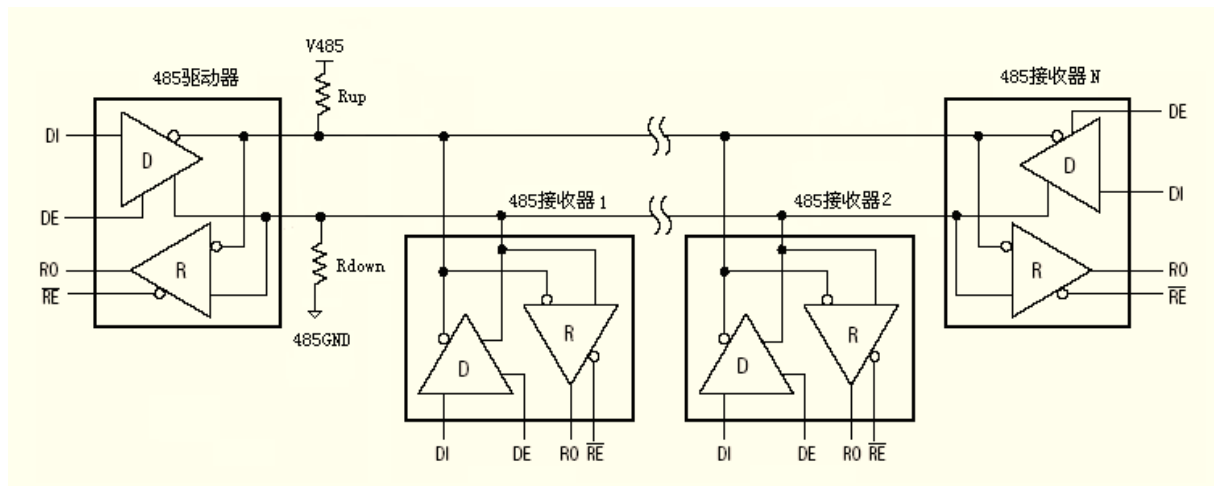 V485
485驱动器
485接收器 N
Rup
DI
D
DE
D
DI
DE
485接收器 1
485接收器2
R
RO
RE
Rdown
485GND
R
RO
RE
R
D
R
D
DI
DE
RO
RE
DI
DE
RO
RE